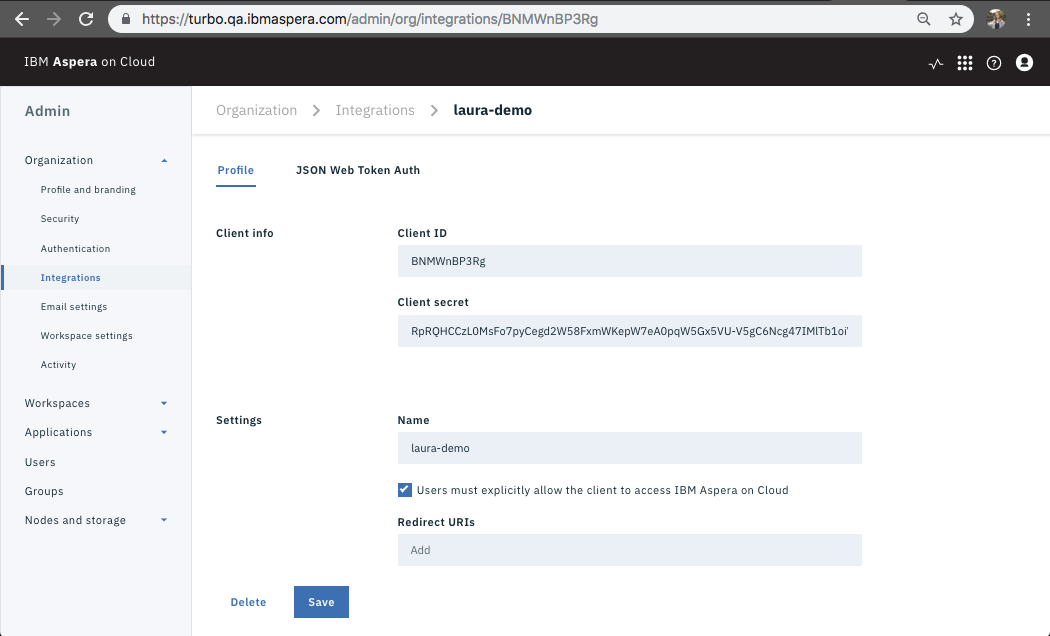 https://turbo.qa.ibmaspera.com/admin/org/integrations/BNMWnBP3Rg
IBM Aspera on Cloud
Admin
Organization
Profile and branding
Security
Authentication
Integrations
Email settings
Workspace settings
Activity
Workspaces
Applications
Users
Groups
Nodes and storage
Organization > Integrations > laura-demo
Profile JSON Web Token Auth
Client info
Client ID
BNMWnBP3Rg
Client secret
RpRQHCCzL0MsFo7pyCegd2W58FxmWKepW7eA0pqW5Gx5VU-V5gC6Ncg47IMlTb1oi
Settings
Name
laura-demo
Users must explicitly allow the client to access IBM Aspera on Cloud
Redirect URIs
Add
Delete Save